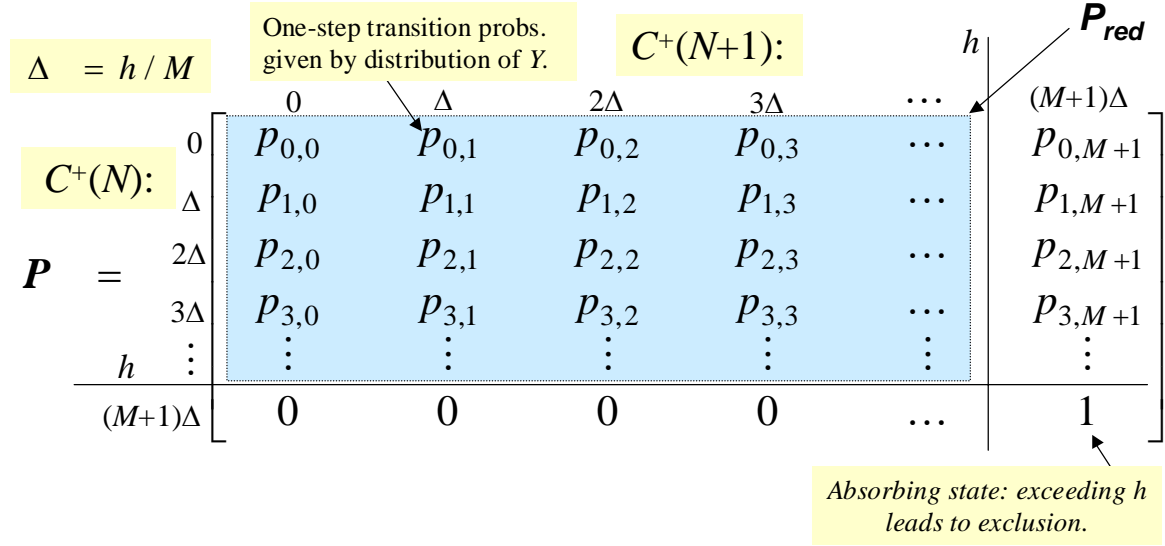 One-step transition probs.
given by distribution of Y.
C⁺(N+1):
h
P_red
Δ = h / M
0 Δ 2Δ 3Δ ⋯ (M+1)Δ
0 p_{0,0} p_{0,1} p_{0,2} p_{0,3} ⋯ p_{0,M+1}
C⁺(N):
Δ p_{1,0} p_{1,1} p_{1,2} p_{1,3} ⋯ p_{1,M+1}
P = 2Δ p_{2,0} p_{2,1} p_{2,2} p_{2,3} ⋯ p_{2,M+1}
3Δ p_{3,0} p_{3,1} p_{3,2} p_{3,3} ⋯ p_{3,M+1}
h ⋮ ⋮ ⋮ ⋮ ⋮ ⋯ ⋮
(M+1)Δ 0 0 0 0 ... 1
Absorbing state: exceeding h
leads to exclusion.